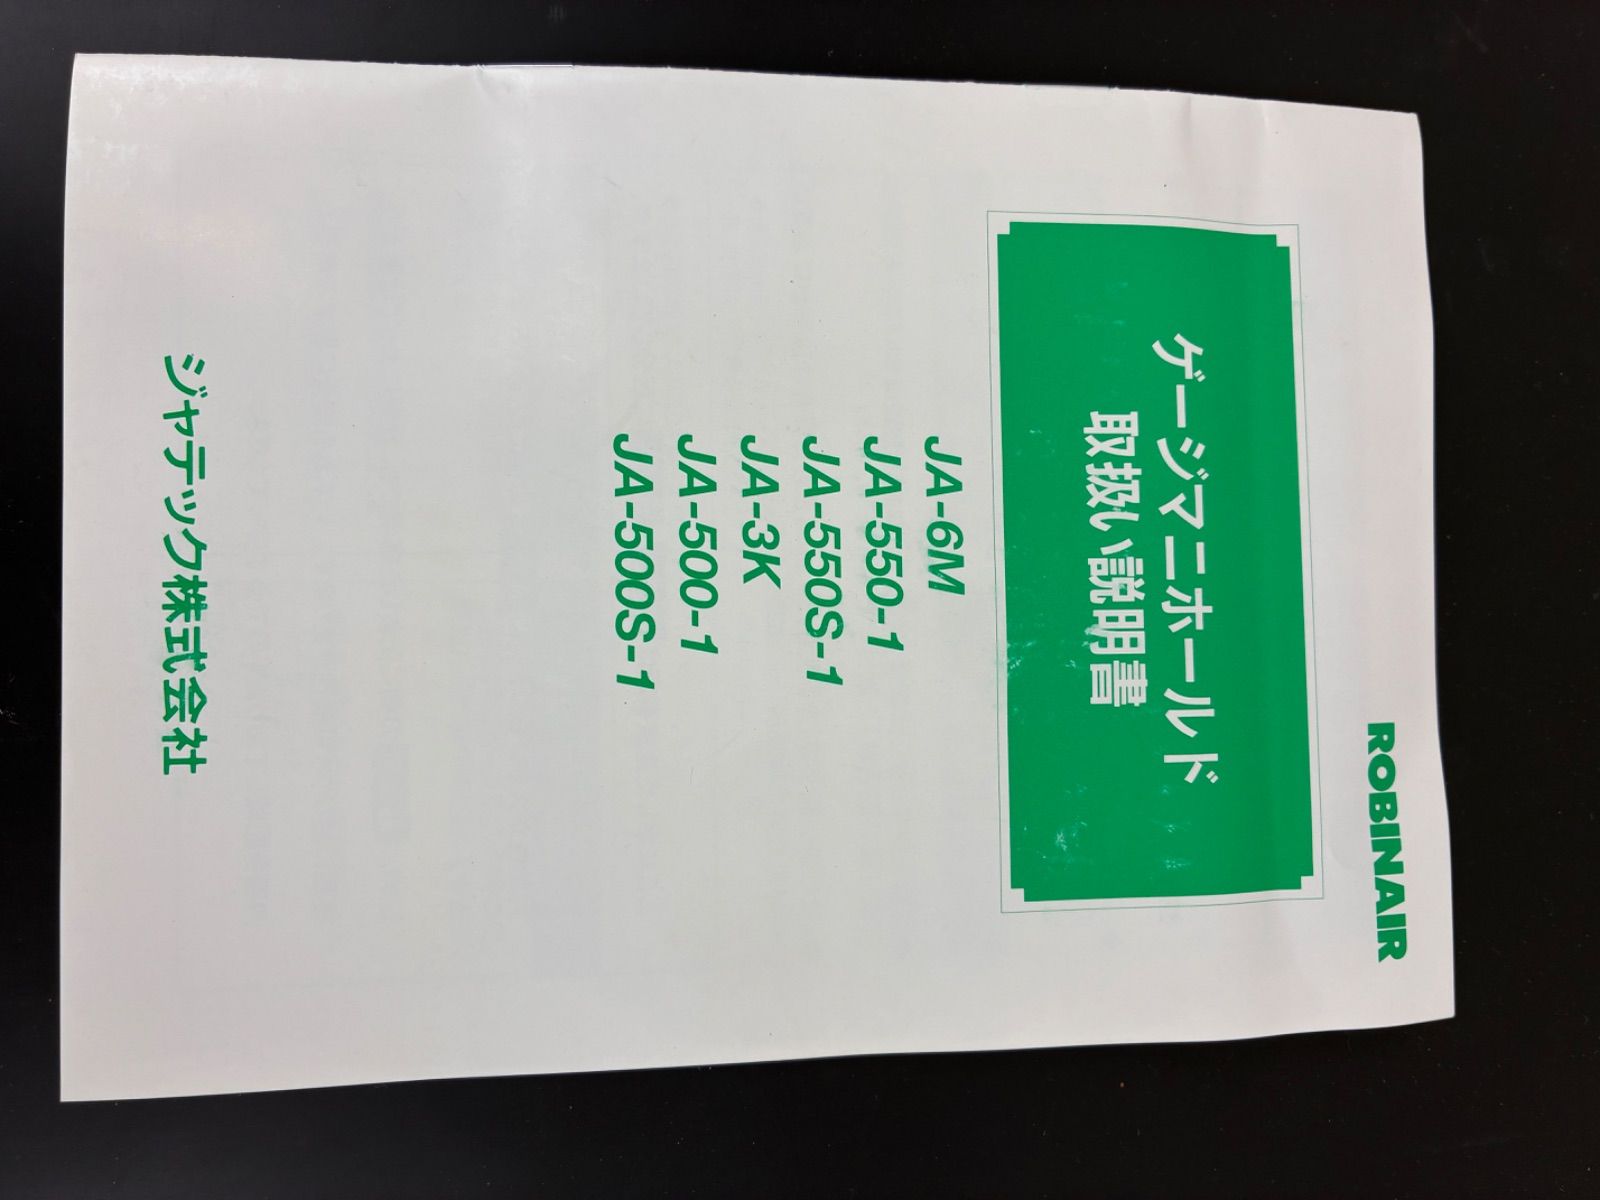 ROBINAIR
ゲージマニホールド
取扱い説明書
JA-6M
JA-550-1
JA-550S-1
JA-3K
JA-500-1
JA-500S-1
ジャテック株式会社